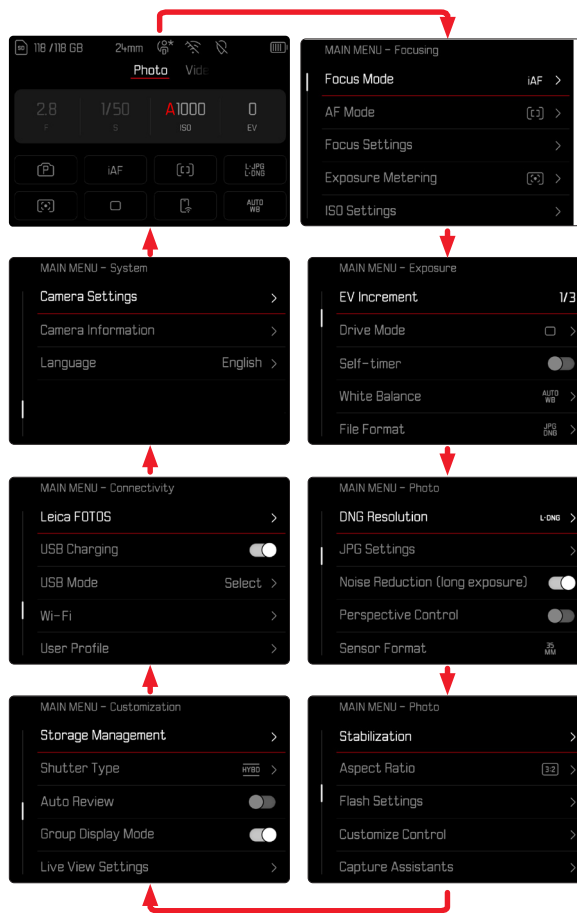 SD 118 / 118 GB 24mm
Photo Vide
2.8 1/50 A1000 0
F S ISO EV
P iAF L-JPG
L-DNG
AUTO
WB
MAIN MENU - Focusing
Focus Mode iAF >
AF Mode >
Focus Settings >
Exposure Metering >
ISO Settings >
MAIN MENU - System
Camera Settings >
Camera Information >
Language English >
MAIN MENU - Exposure
EV Increment 1/3
Drive Mode >
Self-timer
White Balance AUTO WB >
File Format JPG DNG >
MAIN MENU - Connectivity
Leica FOTOS >
USB Charging
USB Mode Select >
Wi-Fi >
User Profile >
MAIN MENU - Photo
DNG Resolution L-DNG >
JPG Settings >
Noise Reduction (long exposure)
Perspective Control
Sensor Format 35 MM
MAIN MENU - Customization
Storage Management >
Shutter Type HYBD >
Auto Review
Group Display Mode
Live View Settings >
MAIN MENU - Photo
Stabilization >
Aspect Ratio 3:2 >
Flash Settings >
Customize Control >
Capture Assistants >